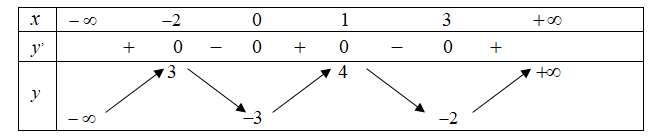 x −∞ −2 0 1 3 +∞
y’ + 0 − 0 + 0 − 0 +
3 4 +∞
y
−∞ −3 −2